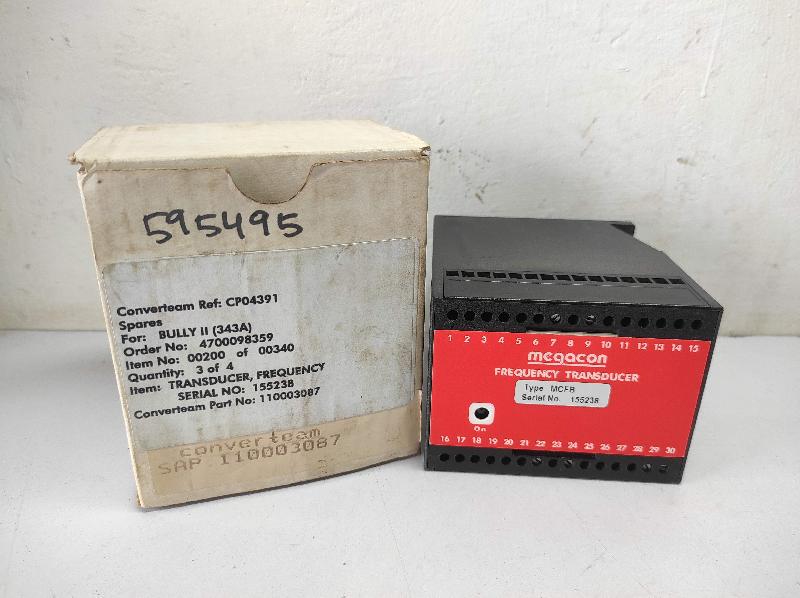 595495
Converteam Ref: CP04391
Spares
For: BULLY II (343A)
Order No: 4700098359
Item No: 00200 of 00340
Quantity: 3 of 4
Item: TRANSDUCER, FREQUENCY
SERIAL NO: 155238
Converteam Part No: 110003087
converteam
SAP 110003087
1 2 3 4 5 6 7 8 9 10 11 12 13 14 15
megacon
FREQUENCY TRANSDUCER
Type MCFB
Serial No. 155238
On
16 17 18 19 20 21 22 23 24 25 26 27 28 29 30